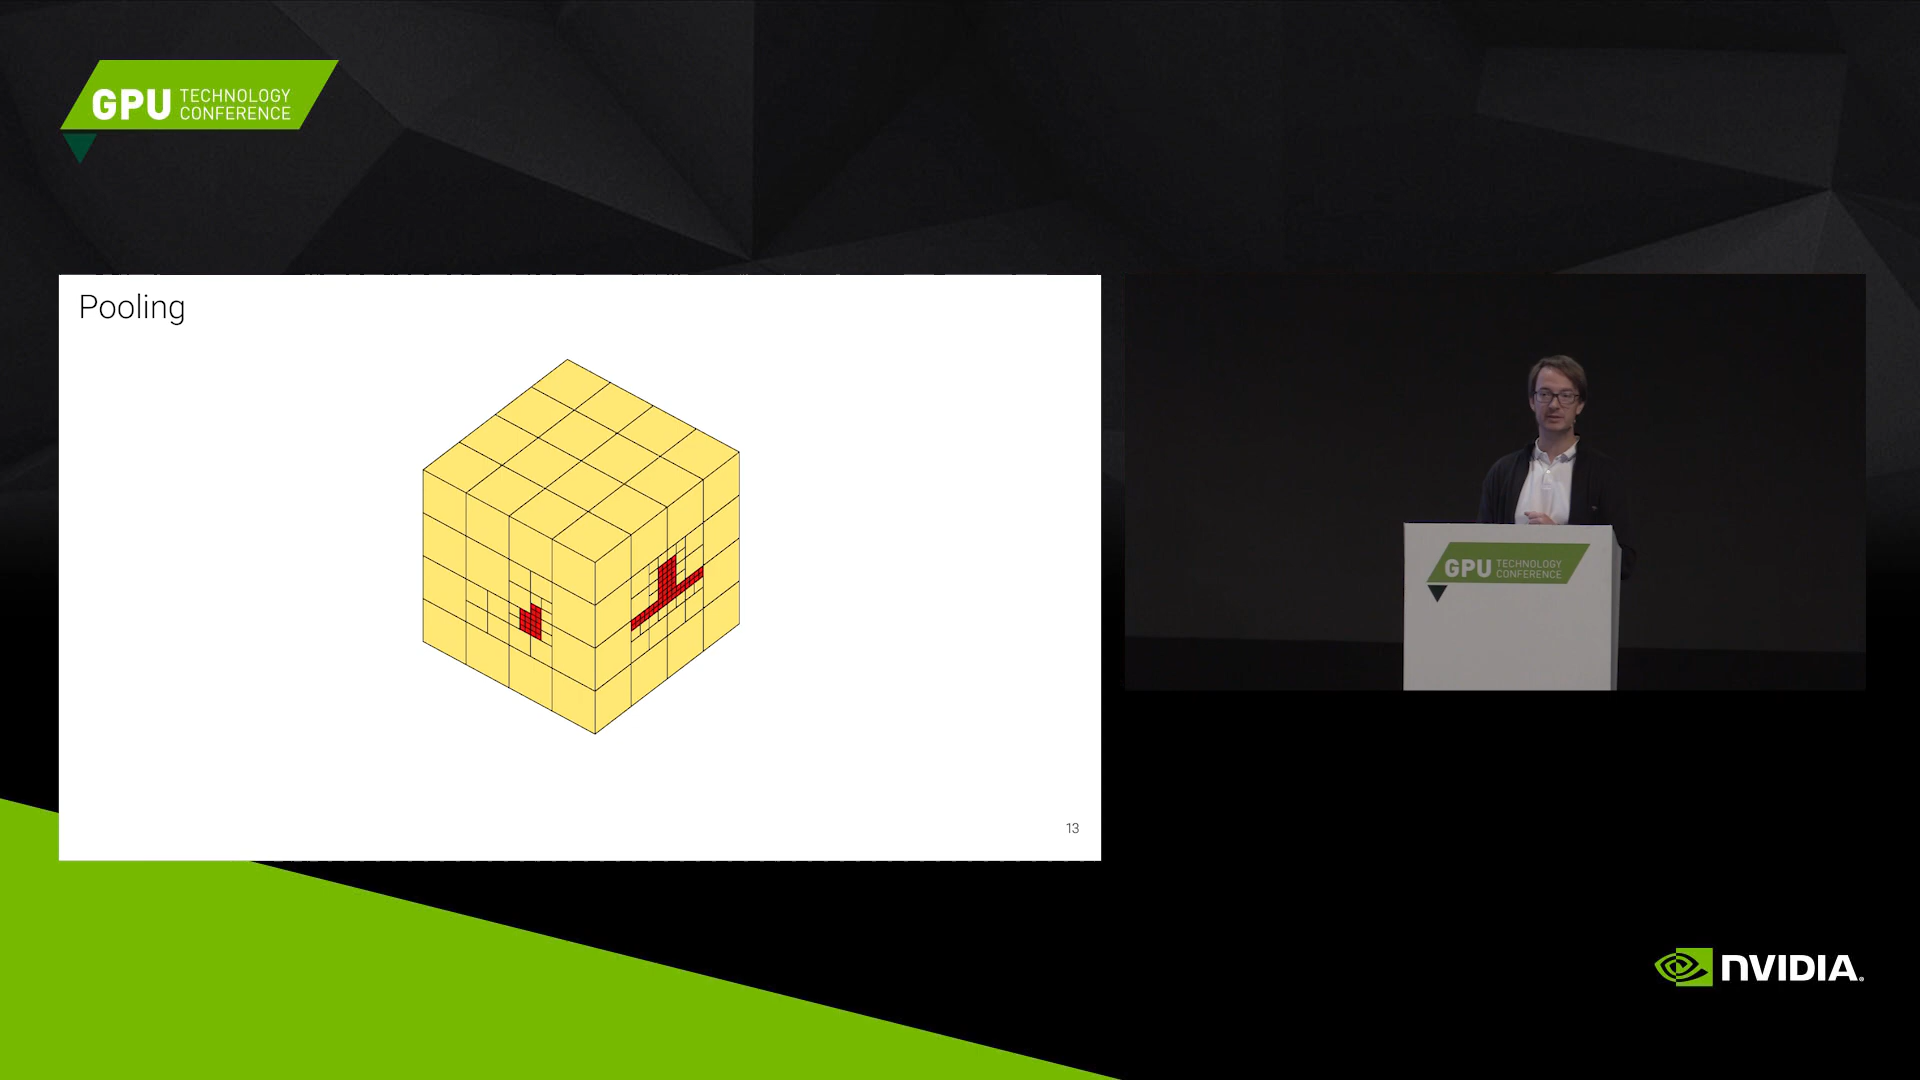 GPU TECHNOLOGY
CONFERENCE
Pooling
13
GPU TECHNOLOGY
CONFERENCE
NVIDIA.